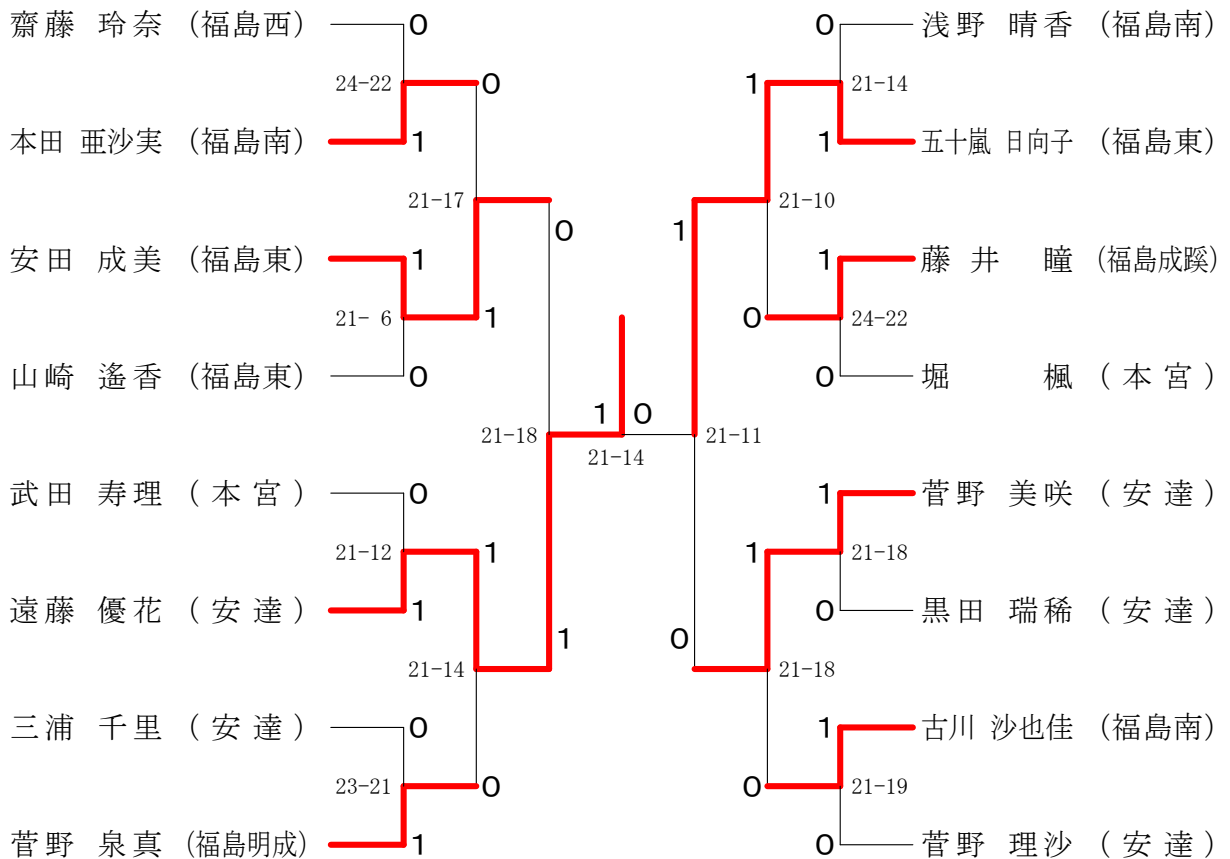 齋藤 玲奈 (福島西) 0 0 浅野 晴香 (福島南)
24-22 0 1 21-14
本田 亜沙実 (福島南) 1 1 五十嵐 日向子 (福島東)
21-17 21-10
0 1
安田 成美 (福島東) 1 1 藤井 瞳 (福島成蹊)
21- 6 1 0 24-22
山崎 遙香 (福島東) 0 0 堀 楓 (本宮)
1 0
21-18 21-11
21-14
武田 寿理 (本宮) 0 1 菅野 美咲 (安達)
21-12 1 1 21-18
遠藤 優花 (安達) 1 0 黒田 瑞稀 (安達)
1 0
21-14 21-18
三浦 千里 (安達) 0 1 古川 沙也佳 (福島南)
23-21 0 0 21-19
菅野 泉真 (福島明成) 1 0 菅野 理沙 (安達)